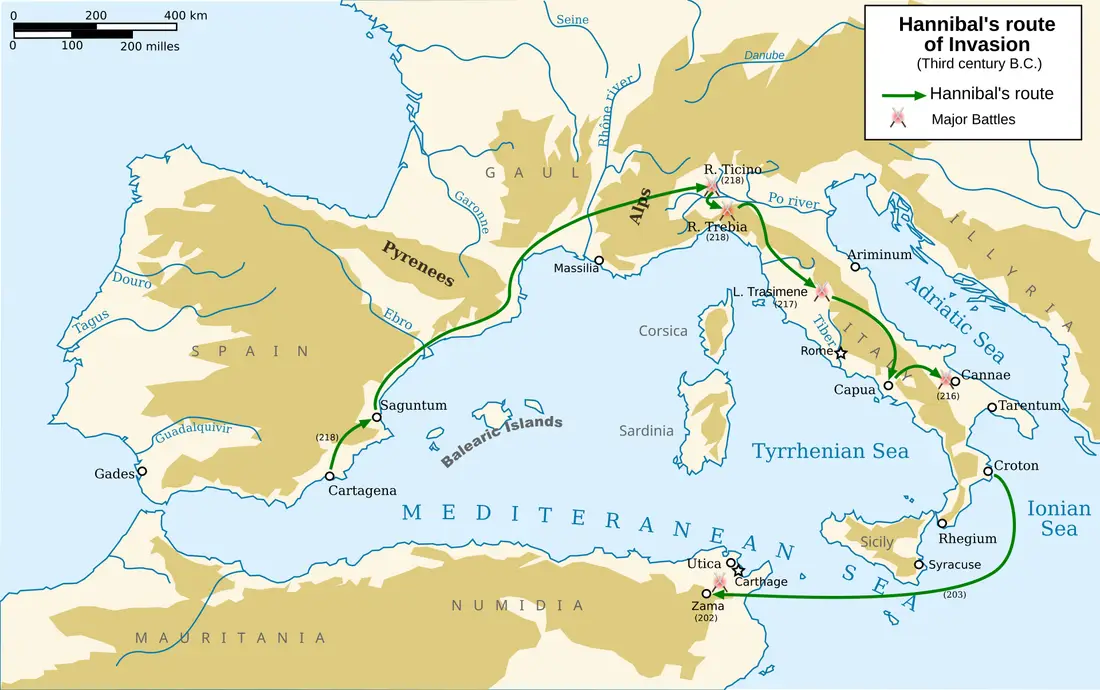 0 200 400 km
0 100 200 milles
Hannibal's route
of Invasion
(Third century B.C.)
Hannibal's route
Major Battles
Seine
Danube
Rhône river
GAUL
Garonne
Alps
R. Ticino
(218)
Po river
R. Trebia
(218)
Massilia
Pyrenees
Ariminum
ILLYRIA
Adriatic Sea
Douro
Tagus
Ebro
L. Trasimene
(217)
Corsica
Tiber
ITALY
Rome
SPAIN
Capua
Cannae
(216)
Saguntum
Tarentum
Balearic Islands
Sardinia
Guadalquivir
(218)
Tyrrhenian Sea
Gades
Cartagena
Croton
Ionian
Sea
MEDITERANEAN SEA
Sicily
Rhegium
Utica
Syracuse
Carthage
Zama
(202)
(203)
NUMIDIA
MAURITANIA